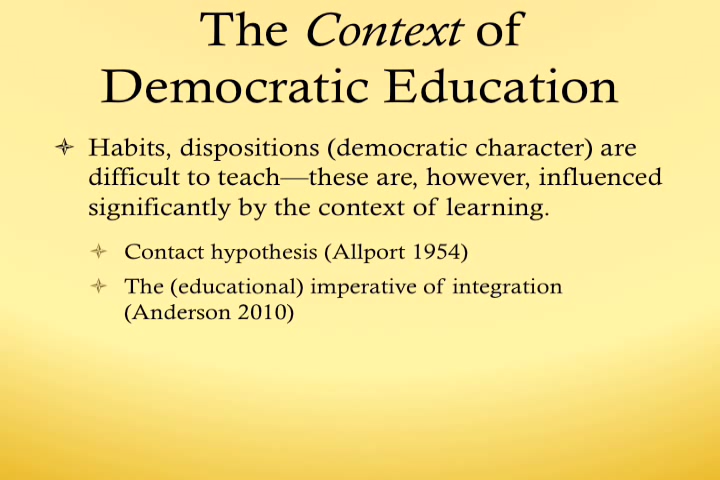 The Context of
Democratic Education
Habits, dispositions (democratic character) are
difficult to teach—these are, however, influenced
significantly by the context of learning.
Contact hypothesis (Allport 1954)
The (educational) imperative of integration
(Anderson 2010)